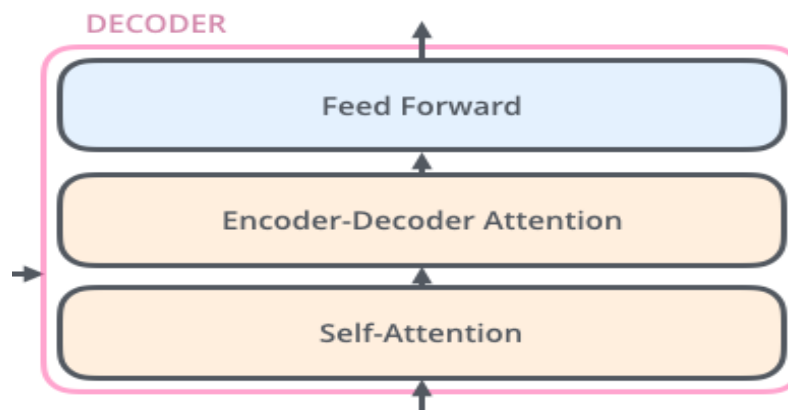 DECODER
Feed Forward
Encoder-Decoder Attention
Self-Attention